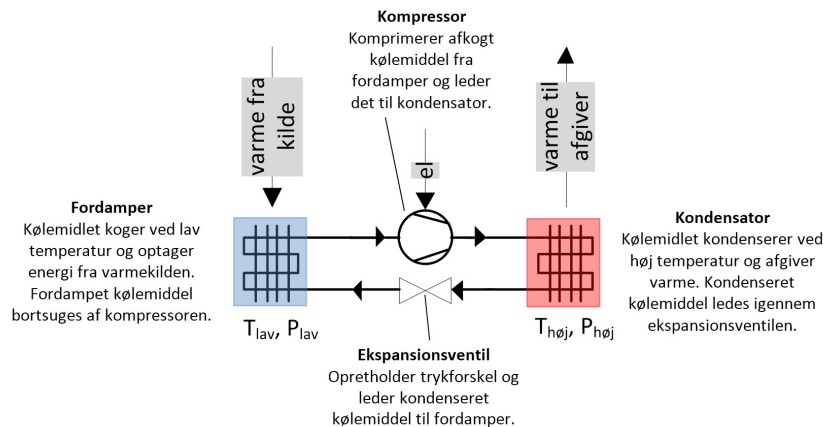 Kompressor
Komprimerer afkogt
kølemiddel fra
fordamper og leder
det til kondensator.
varme fra
kilde
el
varme til
afgiver
Fordamper
Kølemidlet koger ved lav
temperatur og optager
energi fra varmekilden.
Fordampet kølemiddel
bortsuges af kompressoren.
Kondensator
Kølemidlet kondenserer ved
høj temperatur og afgiver
varme. Kondenseret
kølemiddel ledes igennem
ekspansionsventilen.
Tlav, Plav
Thøj, Phøj
Ekspansionsventil
Opretholder trykforskel og
leder kondenseret
kølemiddel til fordamper.